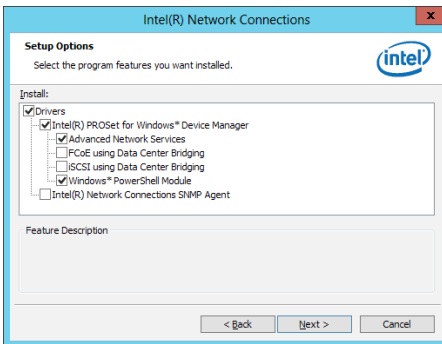 Intel(R) Network Connections
x
Setup Options
Select the program features you want installed.
intel
Install:
Drivers
Intel(R) PROSet for Windows* Device Manager
Advanced Network Services
FCoE using Data Center Bridging
iSCSI using Data Center Bridging
Windows* PowerShell Module
Intel(R) Network Connections SNMP Agent
Feature Description
< Back
Next >
Cancel